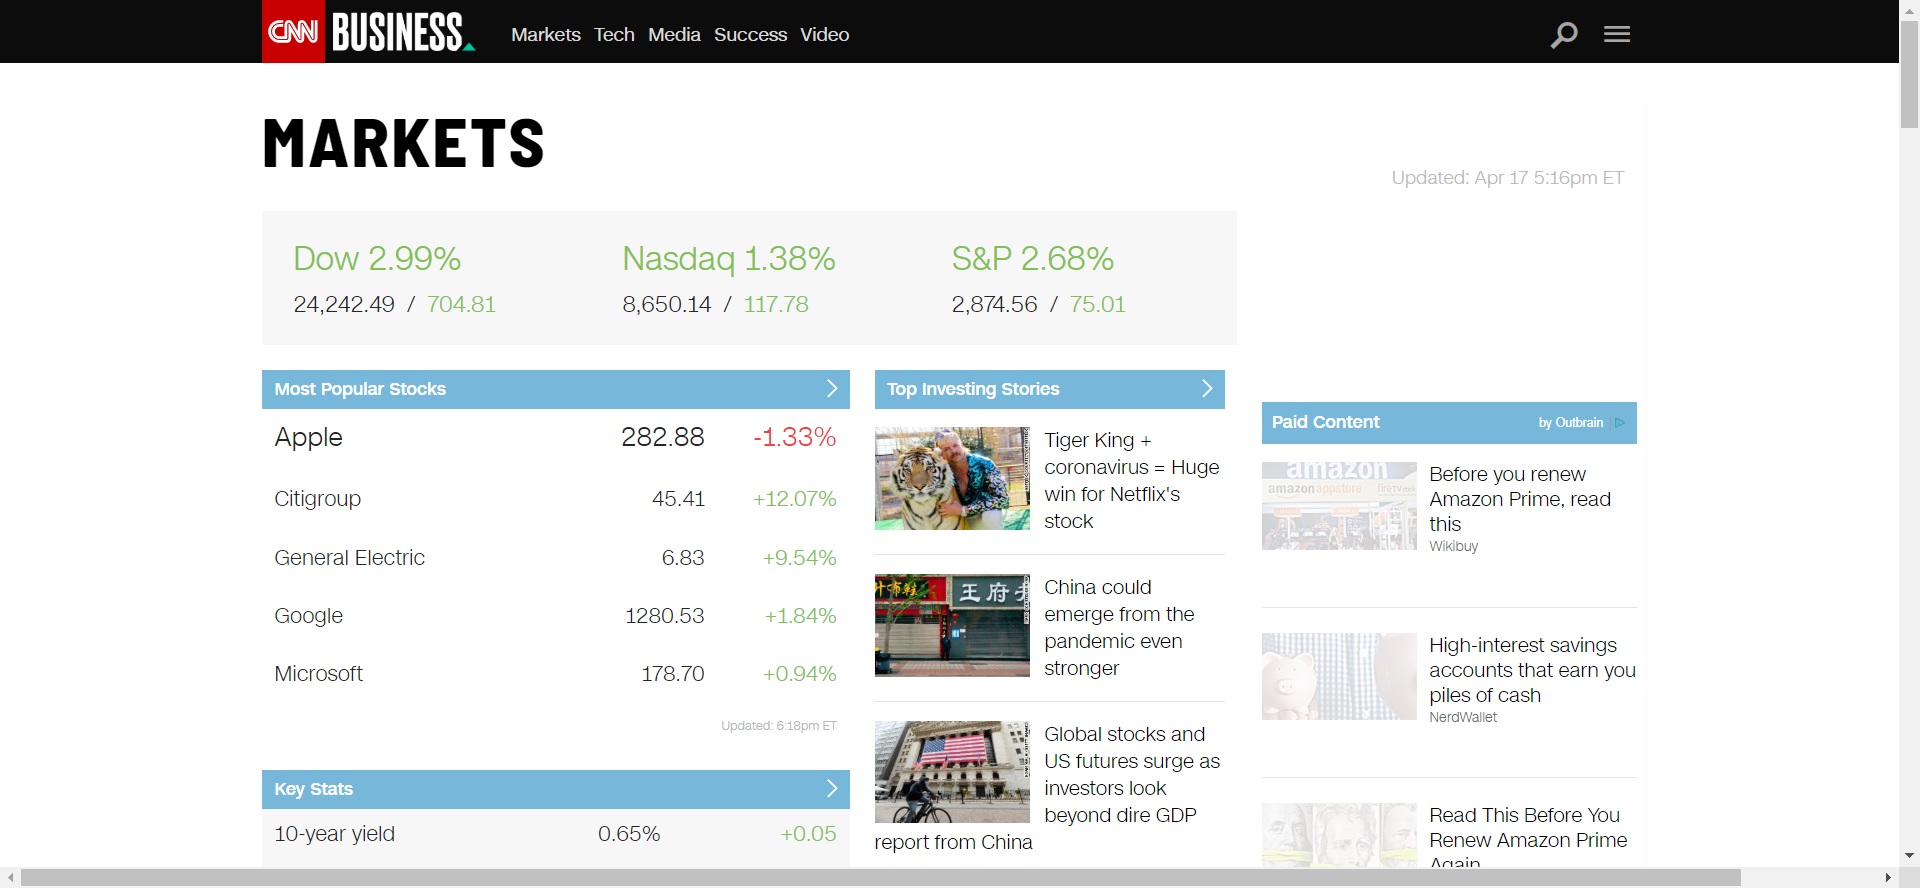 CNN BUSINESS Markets Tech Media Success Video
MARKETS
Updated: Apr 17 5:16pm ET
Dow 2.99% Nasdaq 1.38% S&P 2.68%
24,242.49 / 704.81 8,650.14 / 117.78 2,874.56 / 75.01
Most Popular Stocks
Apple 282.88 -1.33%
Citigroup 45.41 +12.07%
General Electric 6.83 +9.54%
Google 1280.53 +1.84%
Microsoft 178.70 +0.94%
Updated: 6:18pm ET
Key Stats
10-year yield 0.65% +0.05
Top Investing Stories
Tiger King +
coronavirus = Huge
win for Netflix's
stock
王府
China could
emerge from the
pandemic even
stronger
Global stocks and
US futures surge as
investors look
beyond dire GDP
report from China
Paid Content by Outbrain
amazon
amazon appstore fireTV
Before you renew
Amazon Prime, read
this
Wikibuy
High-interest savings
accounts that earn you
piles of cash
NerdWallet
Read This Before You
Renew Amazon Prime
Again